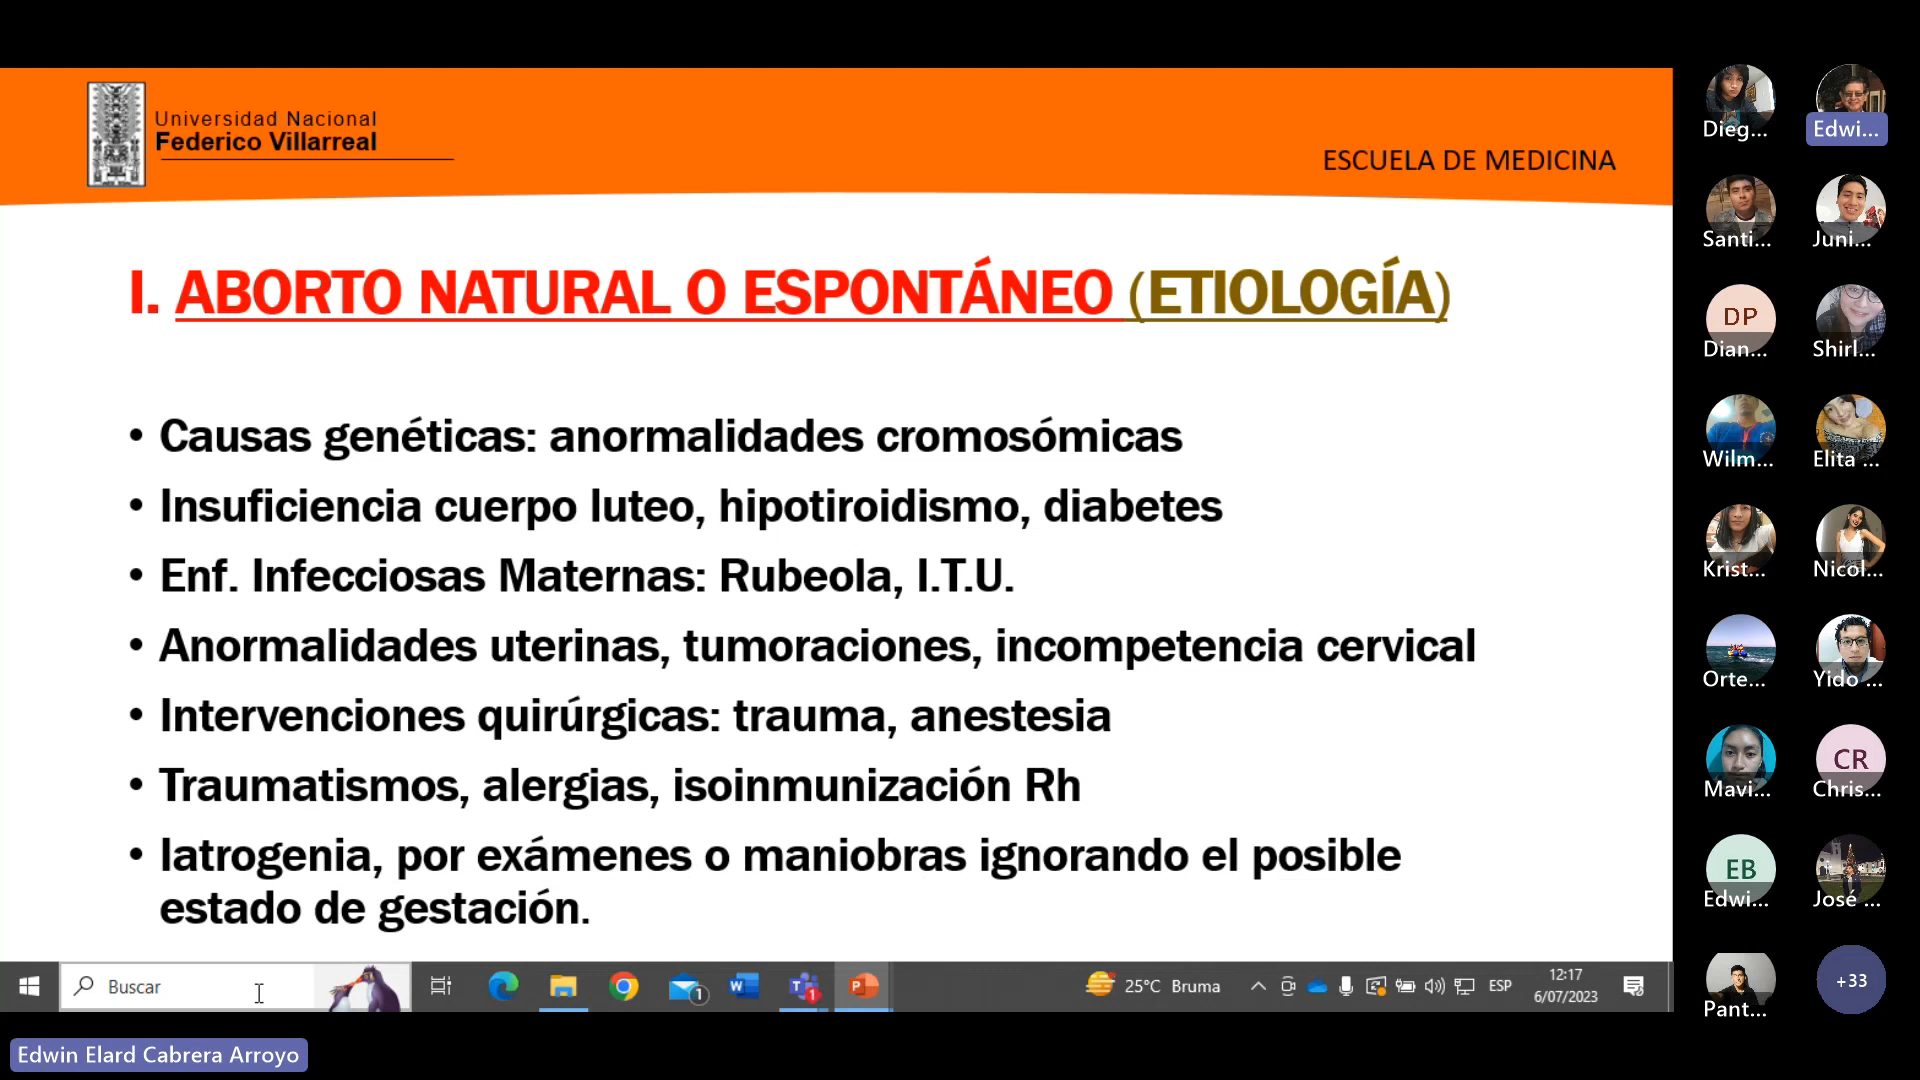 Universidad Nacional
Federico Villarreal
ESCUELA DE MEDICINA
I. ABORTO NATURAL O ESPONTÁNEO (ETIOLOGÍA)
• Causas genéticas: anormalidades cromosómicas
• Insuficiencia cuerpo luteo, hipotiroidismo, diabetes
• Enf. Infecciosas Maternas: Rubeola, I.T.U.
• Anormalidades uterinas, tumoraciones, incompetencia cervical
• Intervenciones quirúrgicas: trauma, anestesia
• Traumatismos, alergias, isoinmunización Rh
• Iatrogenia, por exámenes o maniobras ignorando el posible
estado de gestación.
Buscar
1
1
25°C Bruma
ESP
12:17
6/07/2023
Edwin Elard Cabrera Arroyo
Dieg...
Edwi...
Santi...
Juni...
DP
Dian...
Shirl...
Wilm...
Elita ...
Krist...
Nicol...
Orte...
Yido ...
Mavi...
CR
Chris...
EB
Edwi...
José ...
Pant...
+33